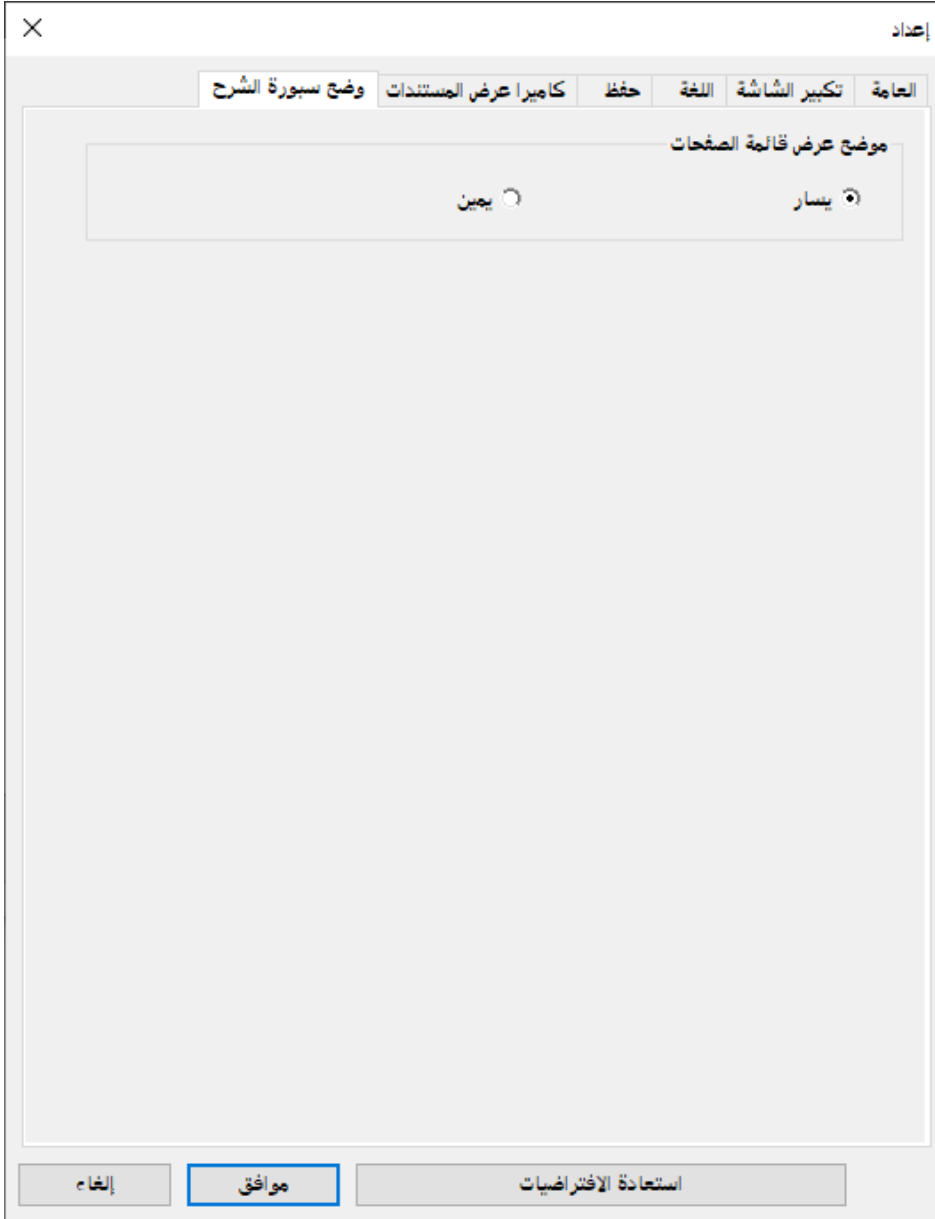 إعداد
العامة تكبير الشاشة اللغة حفظ كاميرا عرض المستندات وضع سبورة الشرح
موضع عرض قائمة الصفحات
يسار يمين
استعادة الافتراضيات موافق إلغاء